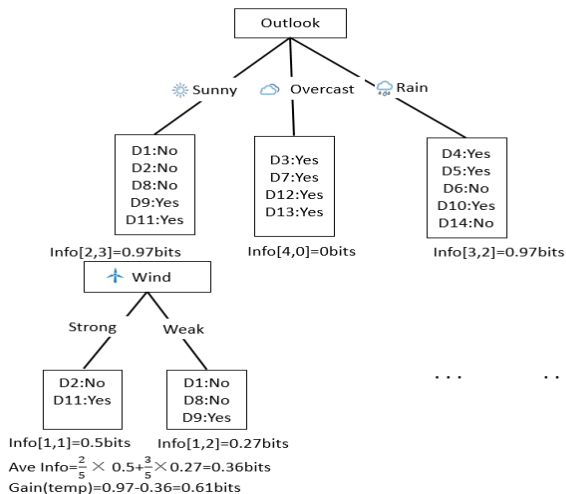 Outlook
Sunny
Overcast
Rain
D1:No
D2:No
D8:No
D9:Yes
D11:Yes
D3:Yes
D7:Yes
D12:Yes
D13:Yes
D4:Yes
D5:Yes
D6:No
D10:Yes
D14:No
Info[2,3]=0.97bits
Info[4,0]=0bits
Info[3,2]=0.97bits
Wind
Strong
Weak
D2:No
D11:Yes
D1:No
D8:No
D9:Yes
...
..
Info[1,1]=0.5bits
Info[1,2]=0.27bits
Ave Info=2/5 × 0.5+3/5×0.27=0.36bits
Gain(temp)=0.97-0.36=0.61bits